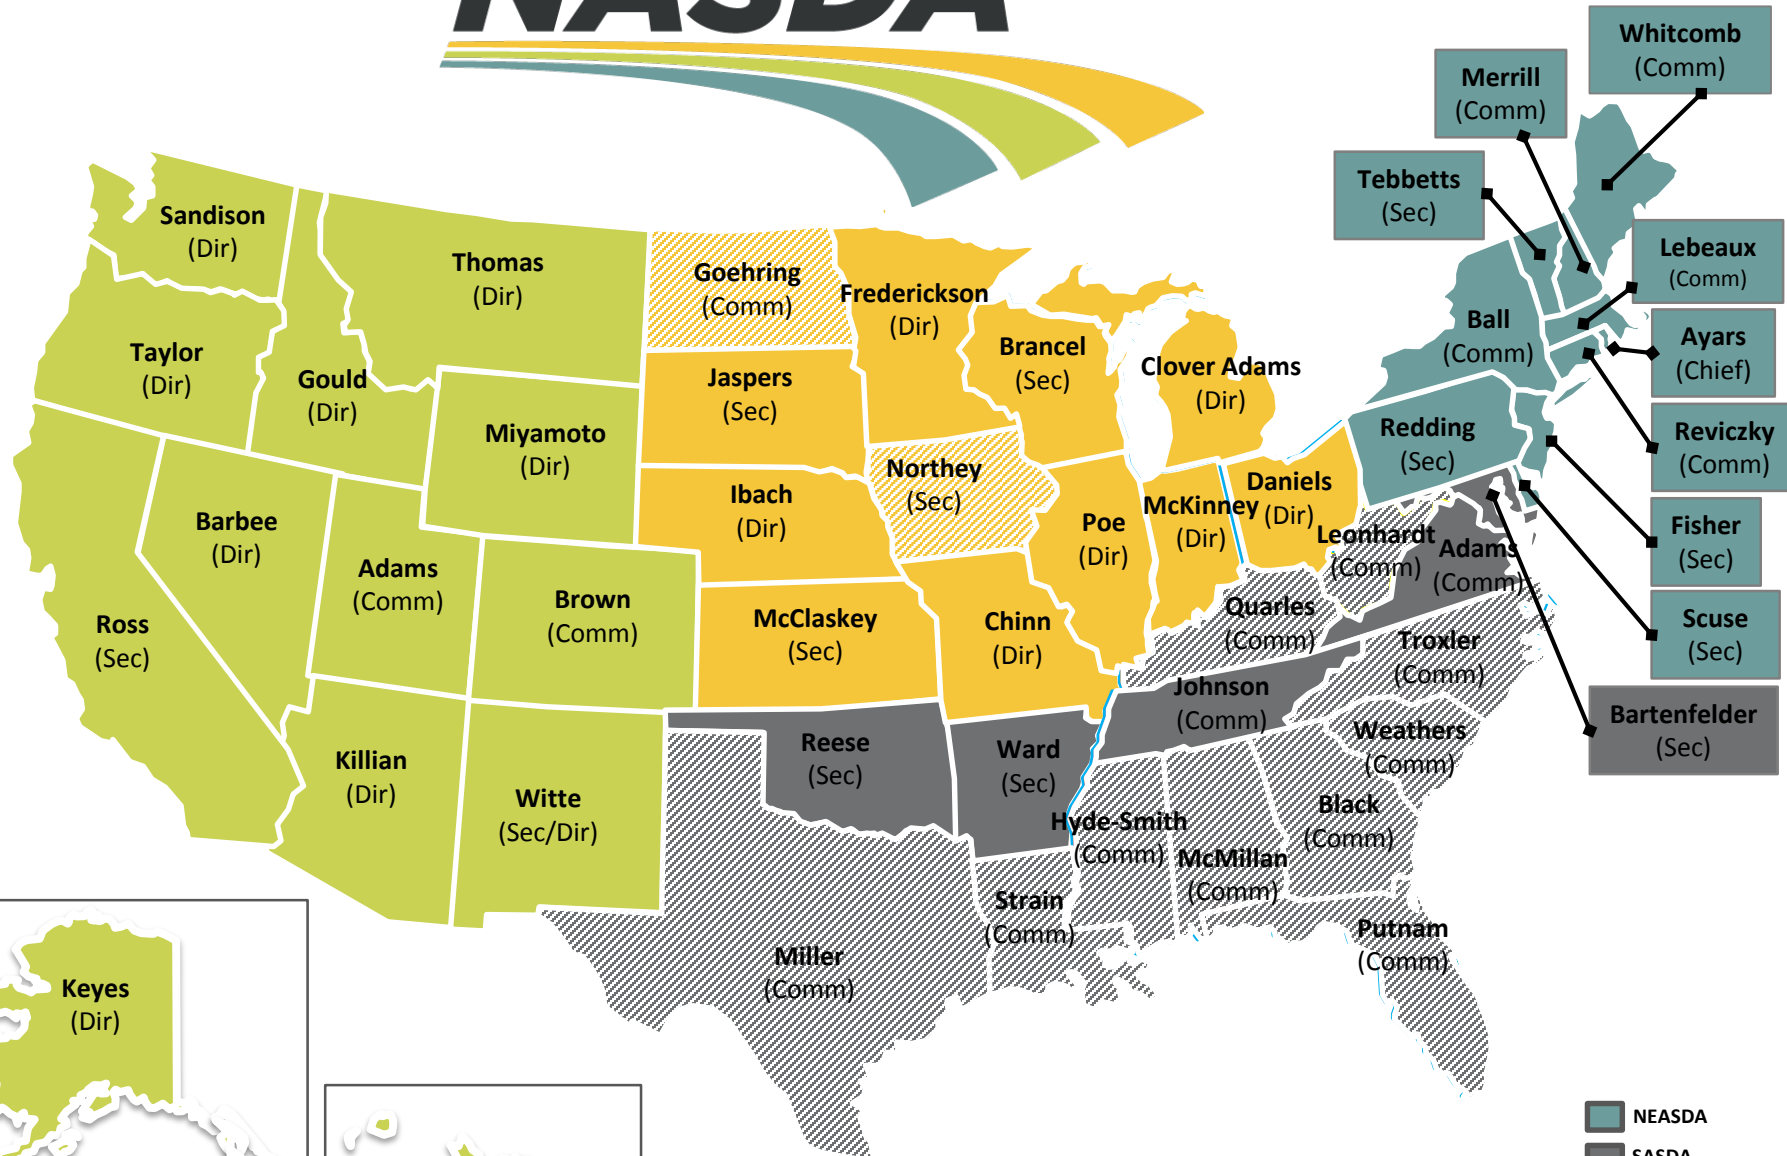 NASDA
Whitcomb
(Comm)
Merrill
(Comm)
Tebbetts
(Sec)
Sandison
(Dir)
Thomas
(Dir)
Goehring
(Comm)
Frederickson
(Dir)
Lebeaux
(Comm)
Ball
(Comm)
Ayars
(Chief)
Taylor
(Dir)
Gould
(Dir)
Jaspers
(Sec)
Brancel
(Sec)
Clover Adams
(Dir)
Miyamoto
(Dir)
Redding
(Sec)
Reviczky
(Comm)
Northey
(Sec)
Ibach
(Dir)
Daniels
(Dir)
McKinney
(Dir)
Poe
(Dir)
Barbee
(Dir)
Leonhardt
(Comm)
Adams
(Comm)
Fisher
(Sec)
Adams
(Comm)
Brown
(Comm)
Quarles
(Comm)
Ross
(Sec)
McClaskey
(Sec)
Chinn
(Dir)
Troxler
(Comm)
Scuse
(Sec)
Johnson
(Comm)
Bartenfelder
(Sec)
Weathers
(Comm)
Reese
(Sec)
Ward
(Sec)
Killian
(Dir)
Witte
(Sec/Dir)
Black
(Comm)
Hyde-Smith
(Comm)
McMillan
(Comm)
Strain
(Comm)
Putnam
(Comm)
Miller
(Comm)
Keyes
(Dir)
NEASDA
SASDA